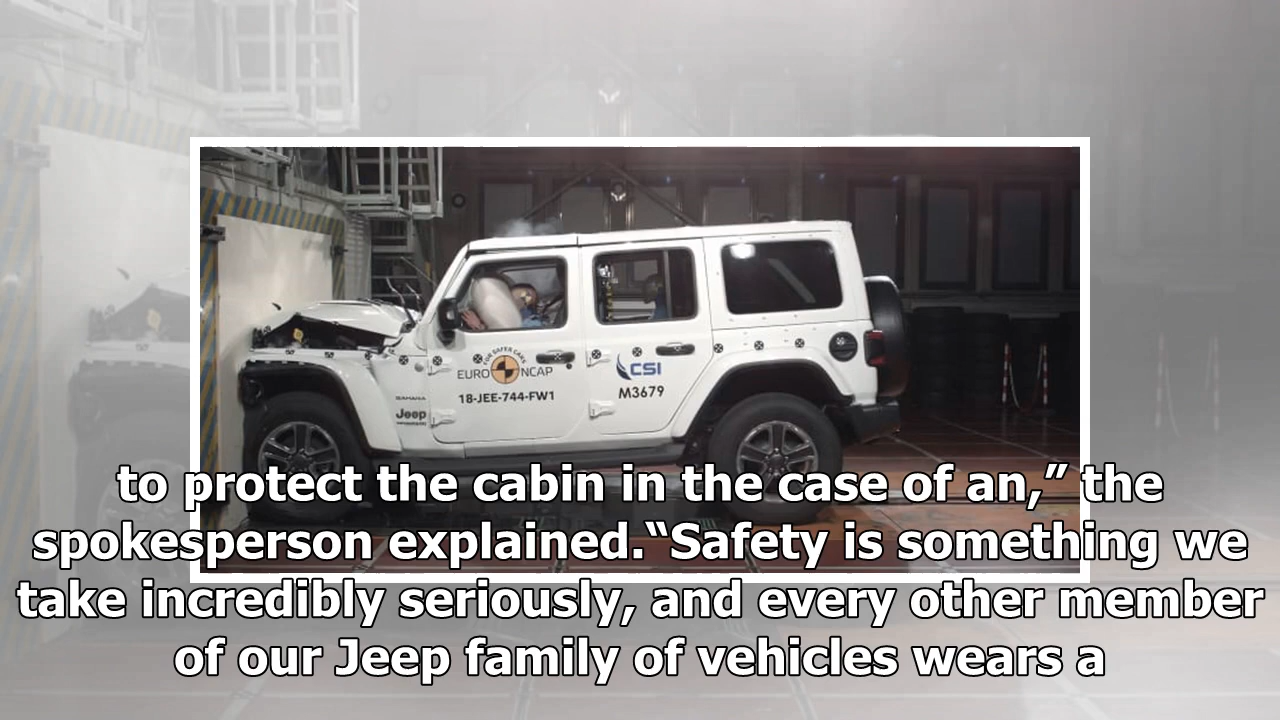 FOR SAFER CARS
EURO NCAP
18-JEE-744-FW1
CSI
M3679
SAHARA
Jeep
to protect the cabin in the case of an,” the
spokesperson explained.“Safety is something we
take incredibly seriously, and every other member
of our Jeep family of vehicles wears a